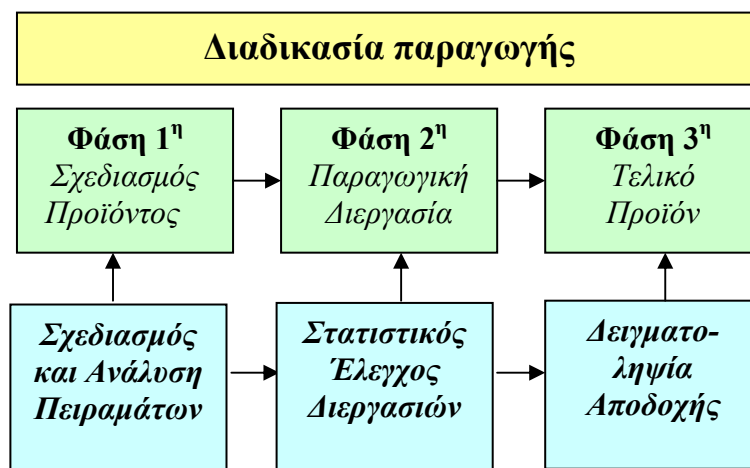 Διαδικασία παραγωγής
Φάση 1η
Σχεδιασμός
Προϊόντος
Φάση 2η
Παραγωγική
Διεργασία
Φάση 3η
Τελικό
Προϊόν
Σχεδιασμός
και Ανάλυση
Πειραμάτων
Στατιστικός
Έλεγχος
Διεργασιών
Δειγματο-
ληψία
Αποδοχής